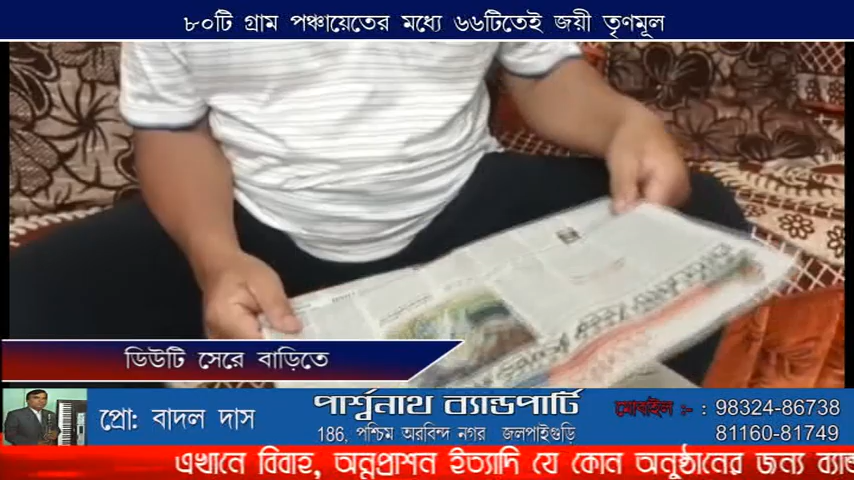 ৮০টি গ্রাম পঞ্চায়েতের মধ্যে ৬৬টিতেই জয়ী তৃণমূল
ডিউটি সেরে বাড়িতে
প্রো: বাদল দাস
পার্শ্বনাথ ব্যান্ডপার্টি
186, পশ্চিম অরবিন্দ নগর জলপাইগুড়ি
মোবাইল :- : 98324-86738
81160-81749
এখানে বিবাহ, অন্নপ্রাশন ইত্যাদি যে কোন অনুষ্ঠানের জন্য